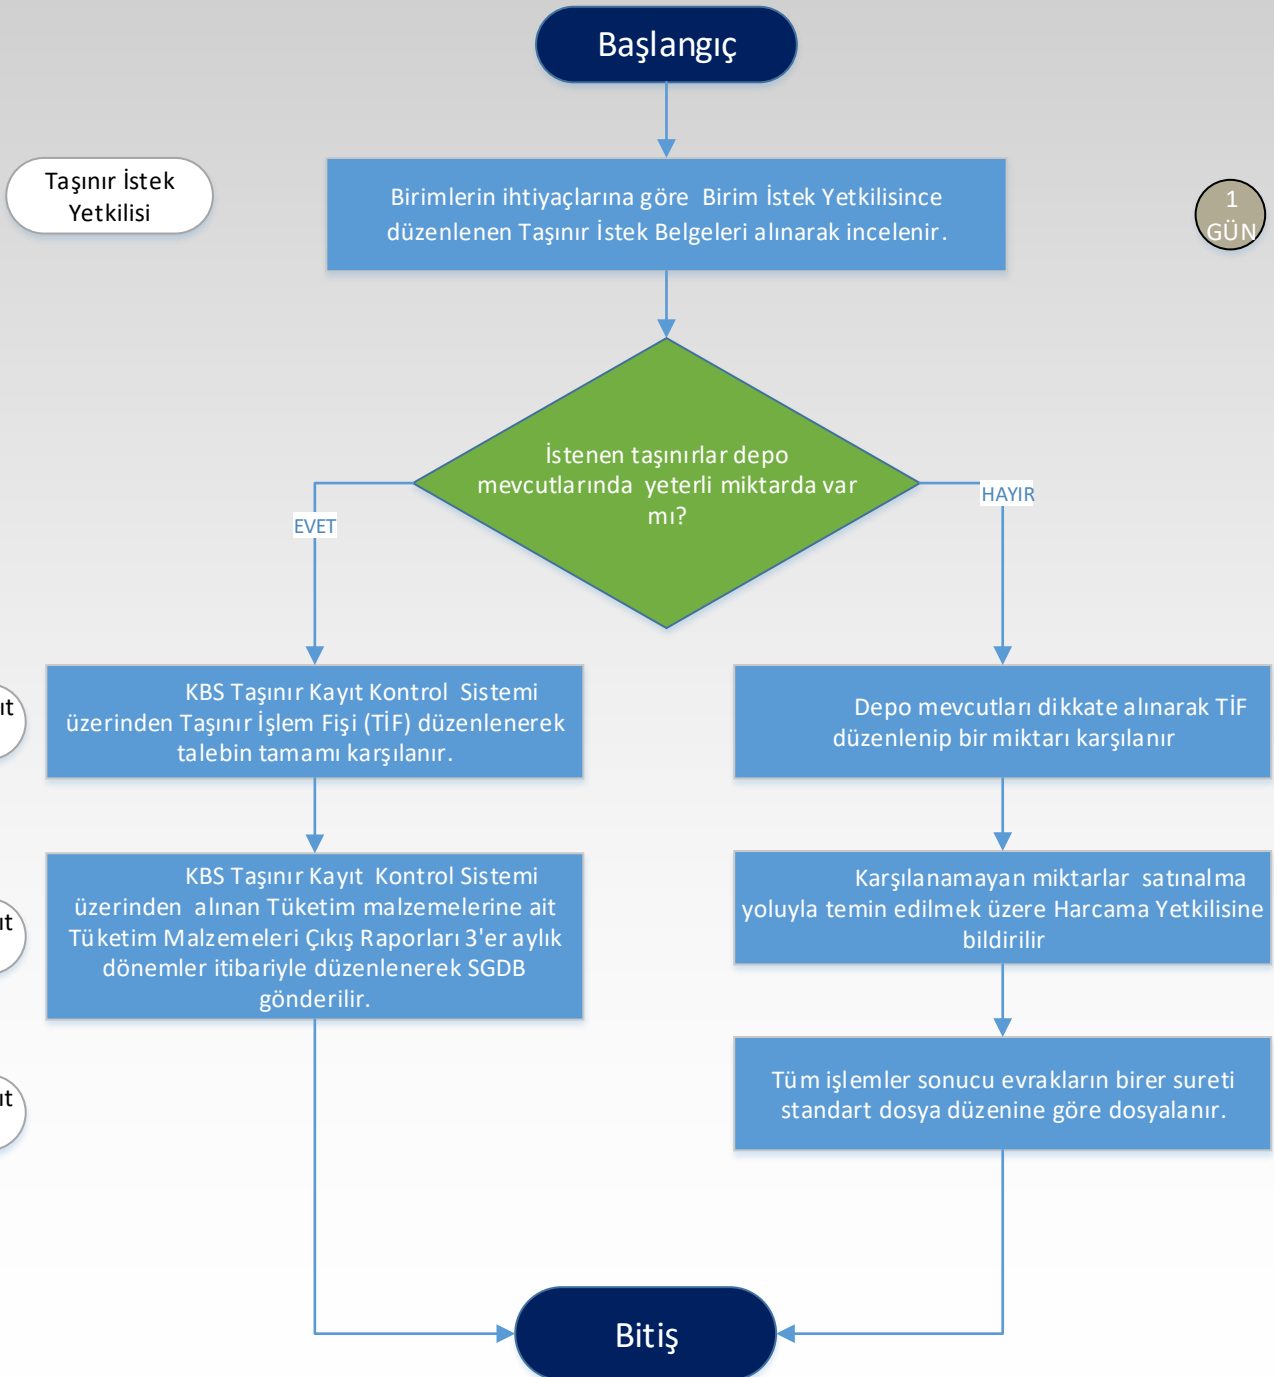 Başlangıç
Taşınır İstek
Yetkilisi
Birimlerin ihtiyaçlarına göre Birim İstek Yetkilisince
düzenlenen Taşınır İstek Belgeleri alınarak incelenir.
1
GÜN
İstenen taşınırlar depo
mevcutlarında yeterli miktarda var
mı?
EVET
HAYIR
KBS Taşınır Kayıt Kontrol Sistemi
üzerinden Taşınır İşlem Fişi (TİF) düzenlenerek
talebin tamamı karşılanır.
Depo mevcutları dikkate alınarak TİF
düzenlenip bir miktarı karşılanır
KBS Taşınır Kayıt Kontrol Sistemi
üzerinden alınan Tüketim malzemelerine ait
Tüketim Malzemeleri Çıkış Raporları 3'er aylık
dönemler itibariyle düzenlenerek SGDB
gönderilir.
Karşılanamayan miktarlar satınalma
yoluyla temin edilmek üzere Harcama Yetkilisine
bildirilir
Tüm işlemler sonucu evrakların birer sureti
standart dosya düzenine göre dosyalanır.
Bitiş